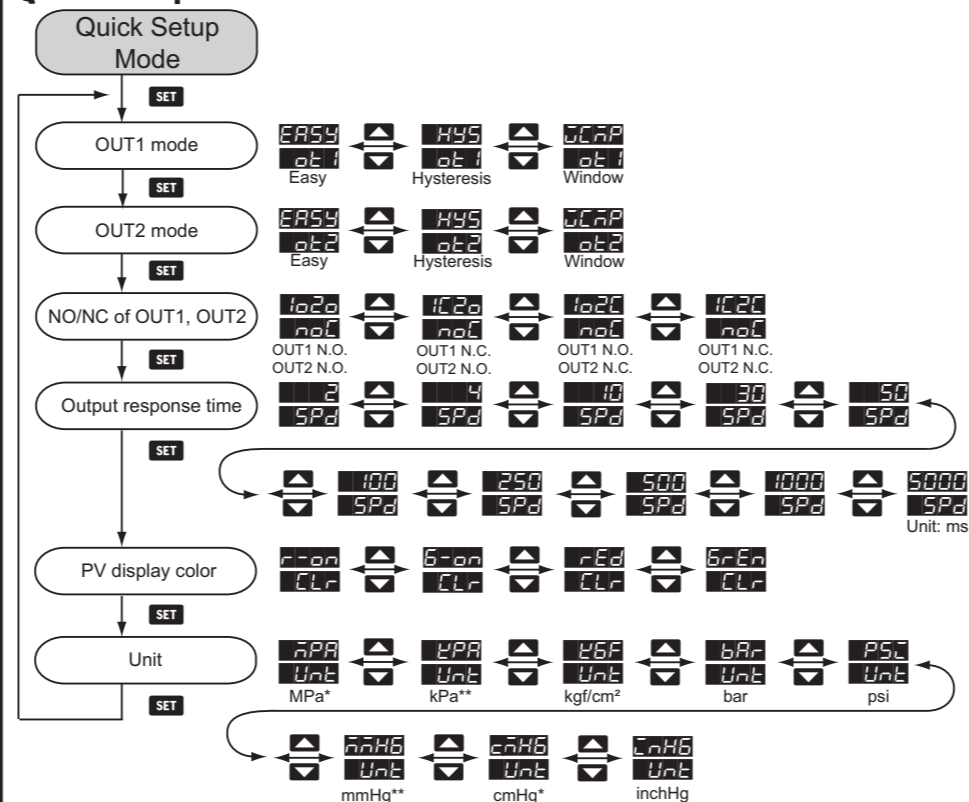 Quick Setup
Mode
SET
OUT1 mode
EASY HYS WCMP
ot1 ot1 ot1
Easy Hysteresis Window
SET
OUT2 mode
EASY HYS WCMP
ot2 ot2 ot2
Easy Hysteresis Window
SET
NO/NC of OUT1, OUT2
1o2o 1C2o 1o2C 1C2C
noC noC noC noC
OUT1 N.O. OUT1 N.C. OUT1 N.O. OUT1 N.C.
OUT2 N.O. OUT2 N.O. OUT2 N.C. OUT2 N.C.
SET
Output response time
2 4 10 30 50
SPd SPd SPd SPd SPd
SET
100 250 500 1000 5000
SPd SPd SPd SPd SPd
Unit: ms
PV display color
r-on G-on rEd GrEn
CLr CLr CLr CLr
SET
Unit
MPA KPA KGF bAr PSi
Unt Unt Unt Unt Unt
MPa* kPa** kgf/cm² bar psi
SET
mmHG cmHG inHG
Unt Unt Unt
mmHg** cmHg* inchHg